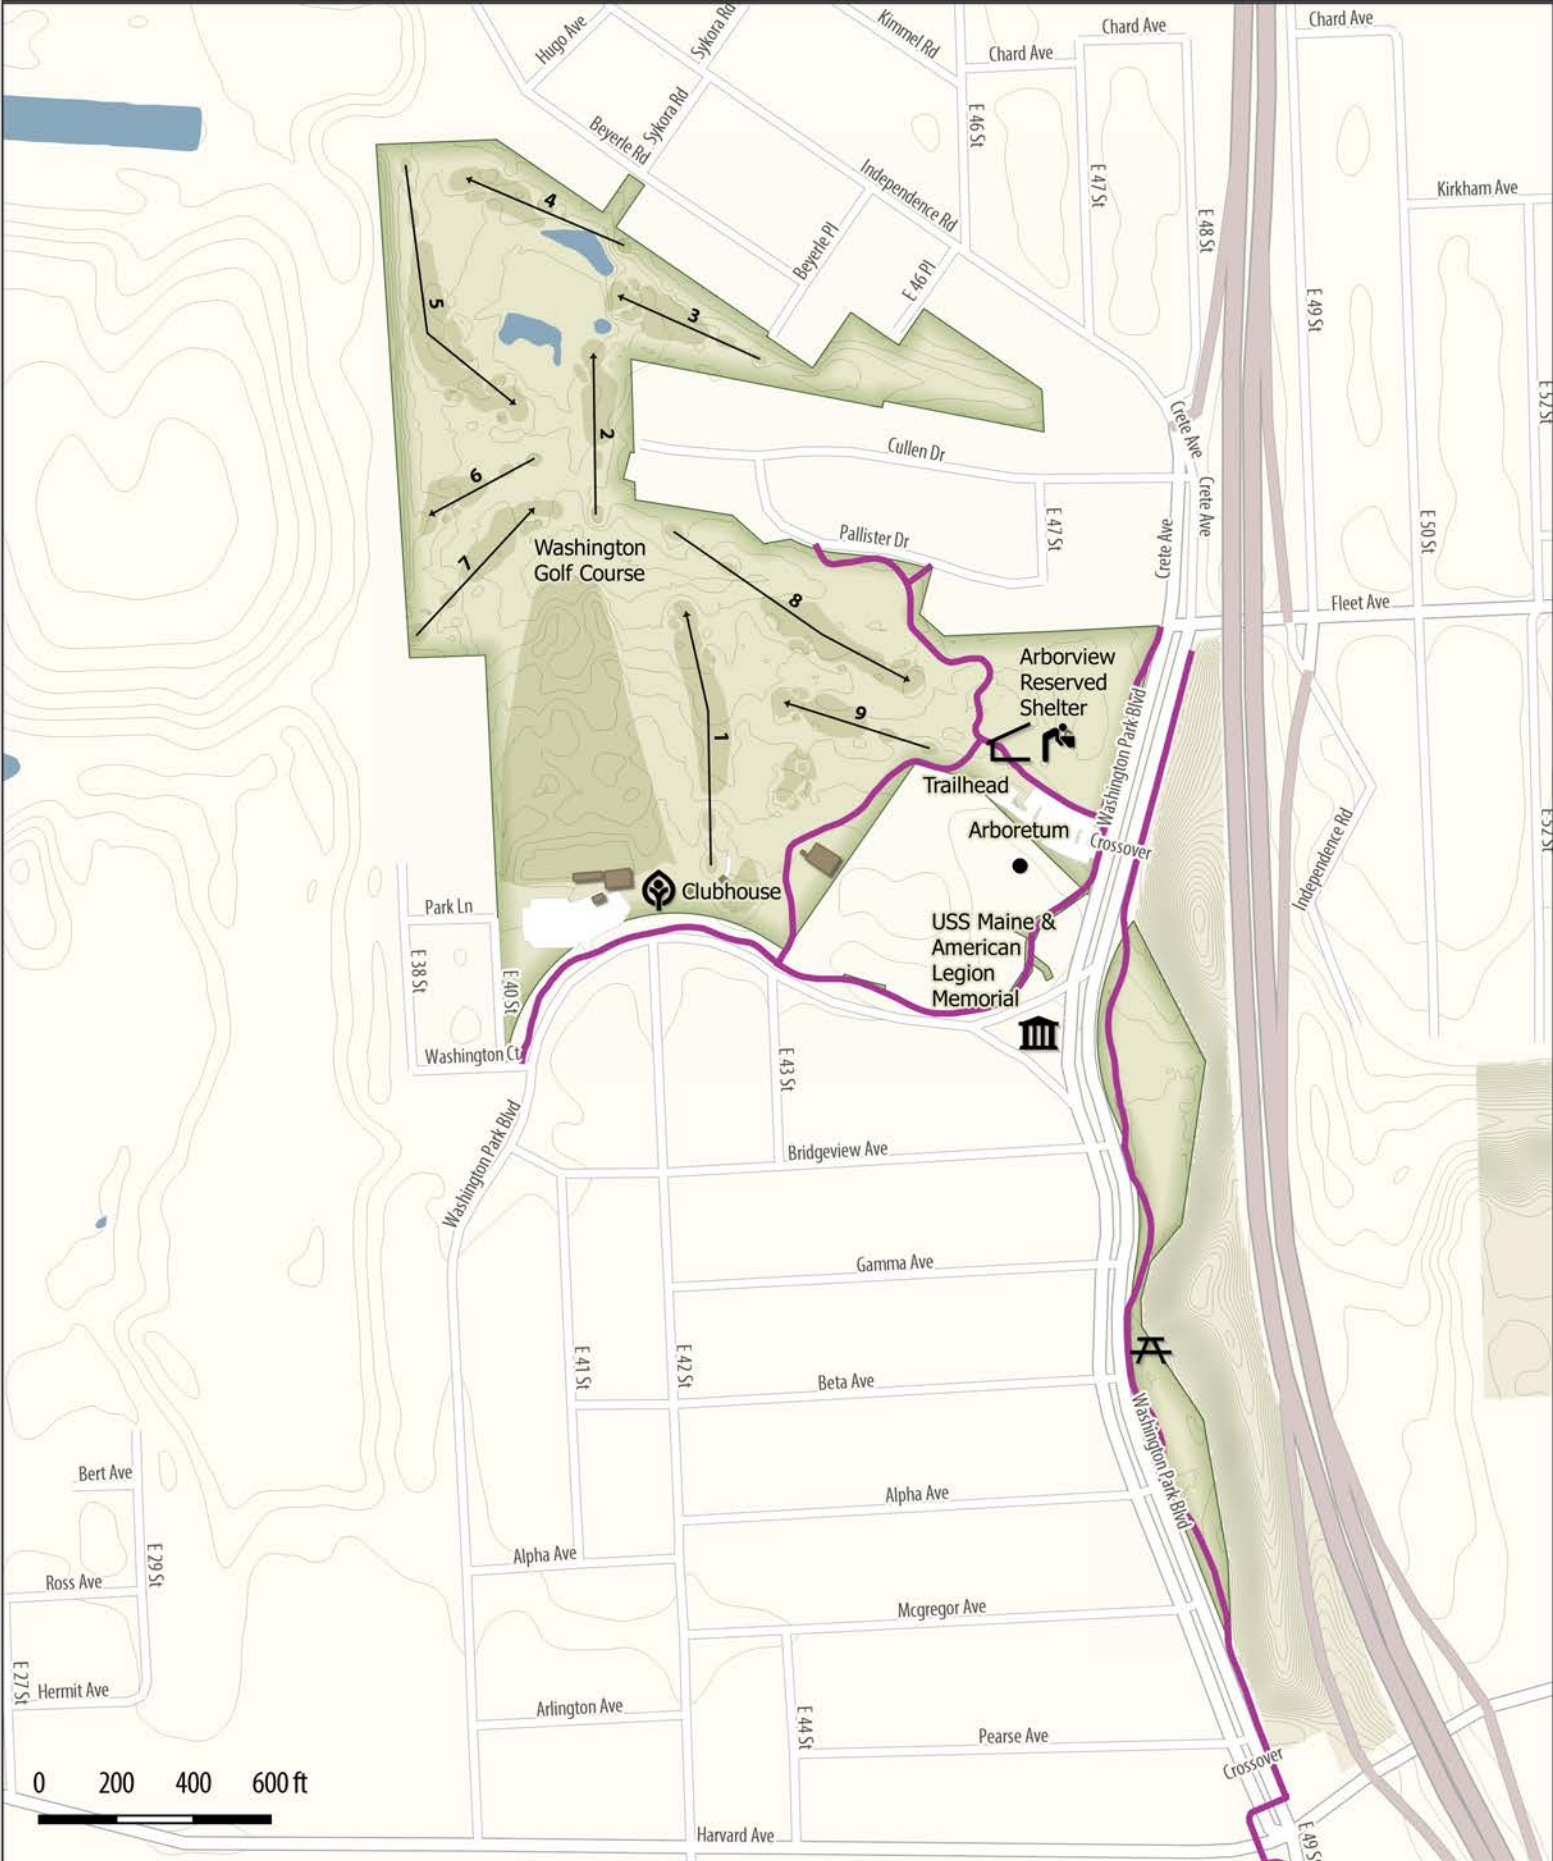 Hugo Ave
Sykora Rd
Kimmel Rd
Chard Ave
Chard Ave
Chard Ave
Sykora Rd
Beyerle Rd
E 46 St
E 47 St
Independence Rd
Kirkham Ave
E 48 St
4
Beyerle Pl
E 46 Pl
5
3
E 49 St
E 52 St
Crete Ave
2
Cullen Dr
6
Crete Ave
E 47 St
E 50 St
Pallister Dr
Crete Ave
Washington
Golf Course
7
8
Fleet Ave
Arborview
Reserved
Shelter
9
1
Washington Park Blvd
Trailhead
Arboretum
Crossover
E 52 St
Independence Rd
Clubhouse
Park Ln
USS Maine &
American
Legion
Memorial
E 38 St
E 40 St
Washington Ct
E 43 St
Washington Park Blvd
Bridgeview Ave
Gamma Ave
E 41 St
E 42 St
Beta Ave
Washington Park Blvd
Bert Ave
Alpha Ave
E 29 St
Alpha Ave
Ross Ave
Mcgregor Ave
E 27 St
Hermit Ave
Arlington Ave
E 44 St
Pearse Ave
Crossover
0 200 400 600 ft
Harvard Ave
E 49 S